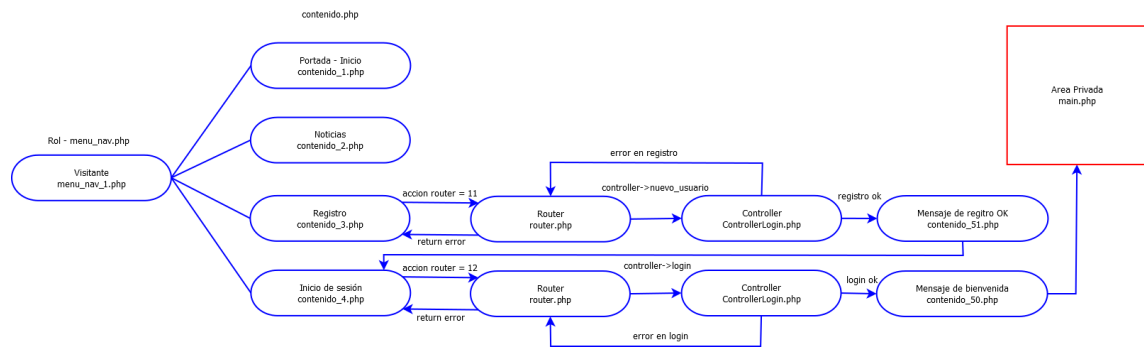 contenido.php
Portada - Inicio
contenido_1.php
Area Privada
main.php
Noticias
contenido_2.php
Rol - menu_nav.php
Visitante
menu_nav_1.php
error en registro
accion router = 11
controller->nuevo_usuario
registro ok
Registro
contenido_3.php
Router
router.php
Controller
ControllerLogin.php
Mensaje de regitro OK
contenido_51.php
return error
accion router = 12
controller->login
login ok
Inicio de sesión
contenido_4.php
Router
router.php
Controller
ControllerLogin.php
Mensaje de bienvenida
contenido_50.php
return error
error en login